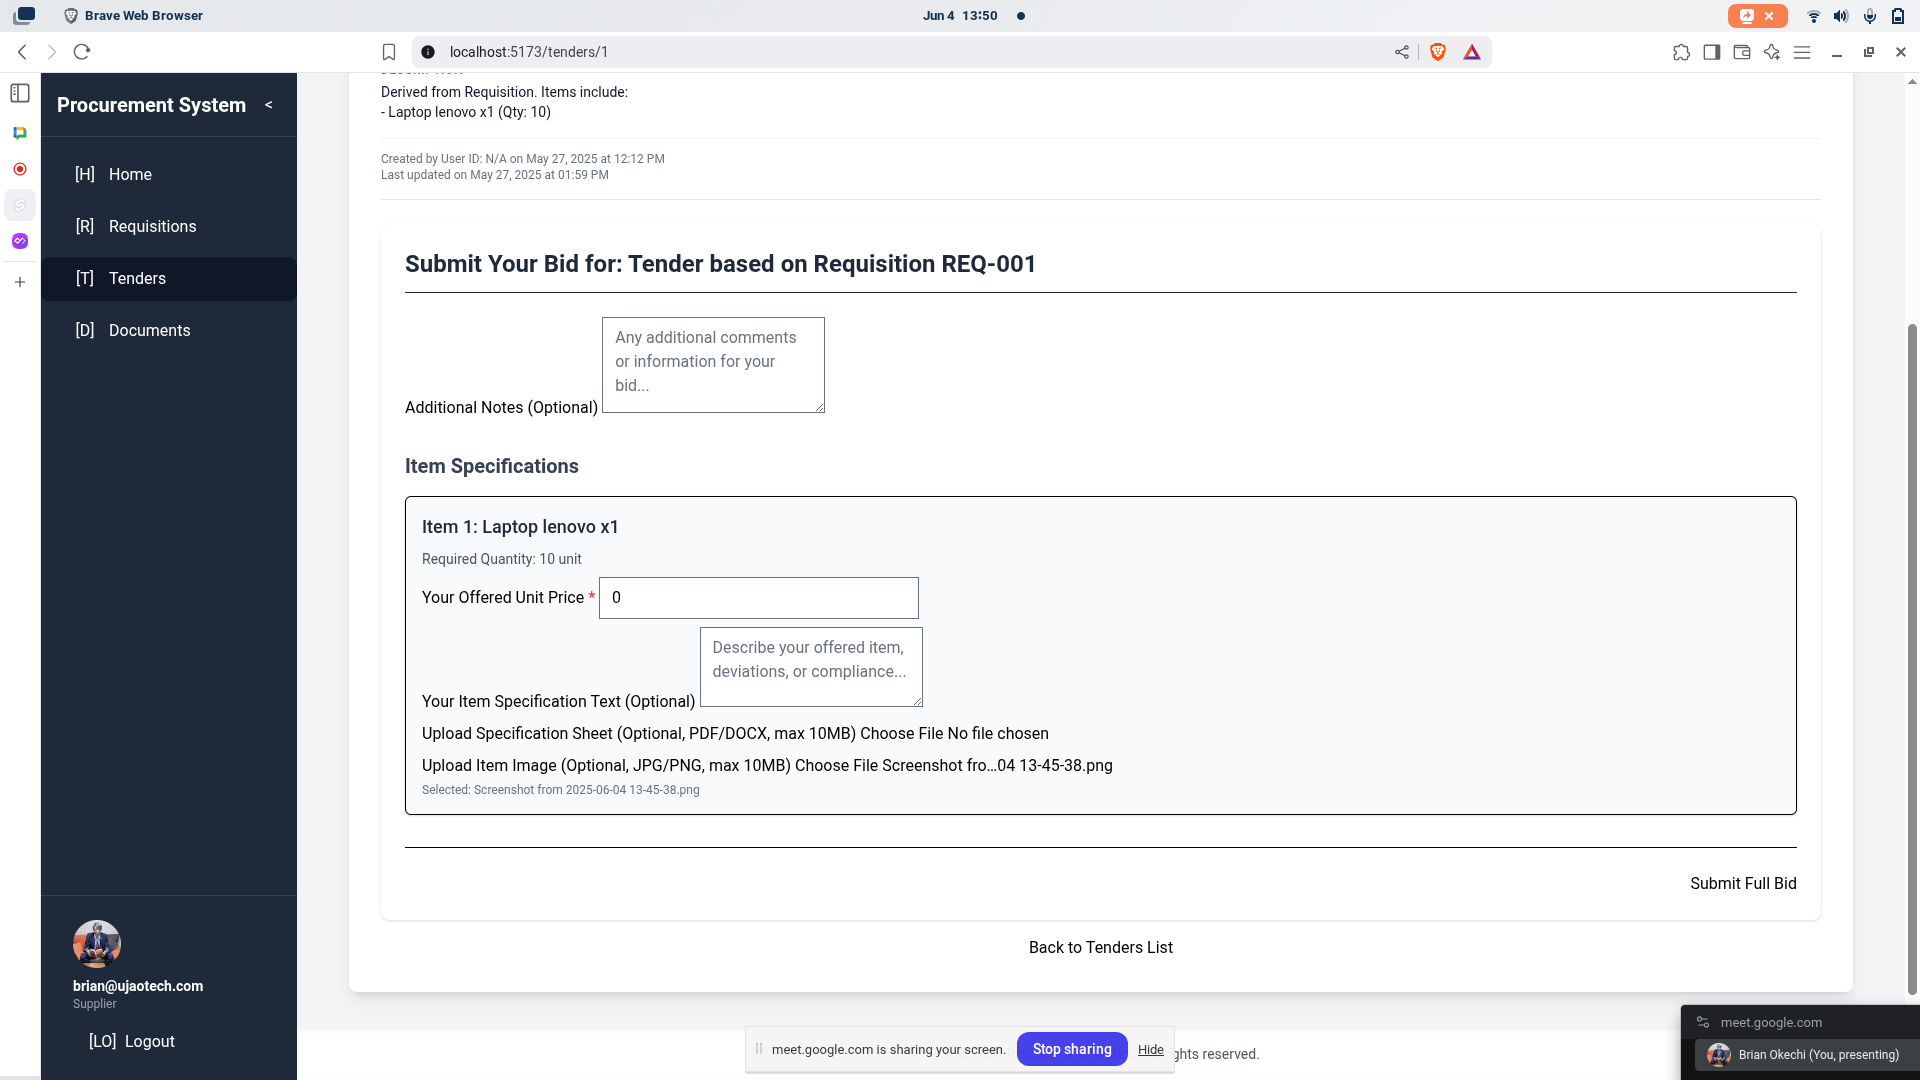 Brave Web Browser
Jun 4 13:50
localhost:5173/tenders/1
Procurement System <
[H] Home
[R] Requisitions
[T] Tenders
[D] Documents
brian@ujaotech.com
Supplier
[LO] Logout
Derived from Requisition. Items include:
- Laptop lenovo x1 (Qty: 10)
Created by User ID: N/A on May 27, 2025 at 12:12 PM
Last updated on May 27, 2025 at 01:59 PM
Submit Your Bid for: Tender based on Requisition REQ-001
Any additional comments
or information for your
bid...
Additional Notes (Optional)
Item Specifications
Item 1: Laptop lenovo x1
Required Quantity: 10 unit
Your Offered Unit Price * 0
Describe your offered item,
deviations, or compliance...
Your Item Specification Text (Optional)
Upload Specification Sheet (Optional, PDF/DOCX, max 10MB) Choose File No file chosen
Upload Item Image (Optional, JPG/PNG, max 10MB) Choose File Screenshot fro…04 13-45-38.png
Selected: Screenshot from 2025-06-04 13-45-38.png
Submit Full Bid
Back to Tenders List
meet.google.com is sharing your screen. Stop sharing Hide
ghts reserved.
meet.google.com
Brian Okechi (You, presenting)